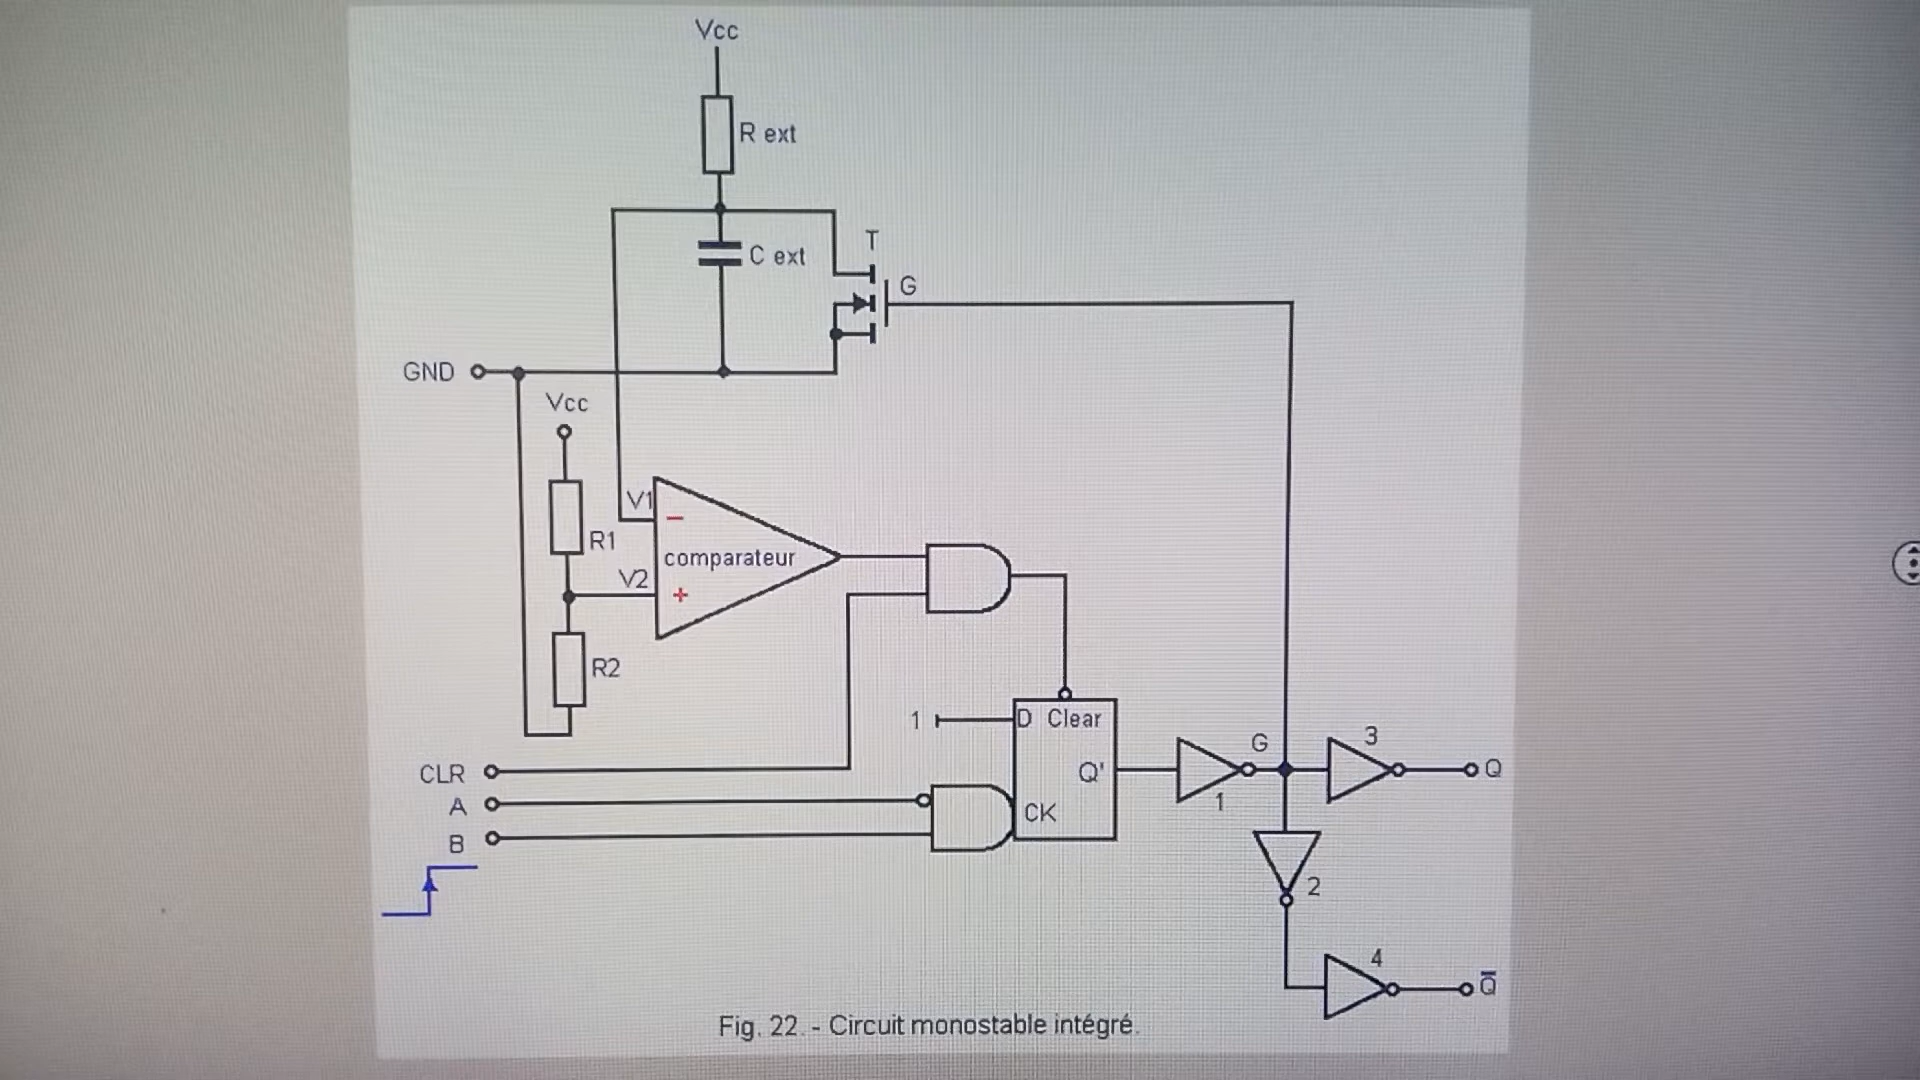 Vcc
R ext
C ext
T
G
GND
Vcc
V1
−
R1
comparateur
V2
+
R2
1
D Clear
CLR
Q'
A
CK
B
G
1
3
Q
2
4
Q̅
Fig. 22. - Circuit monostable intégré.